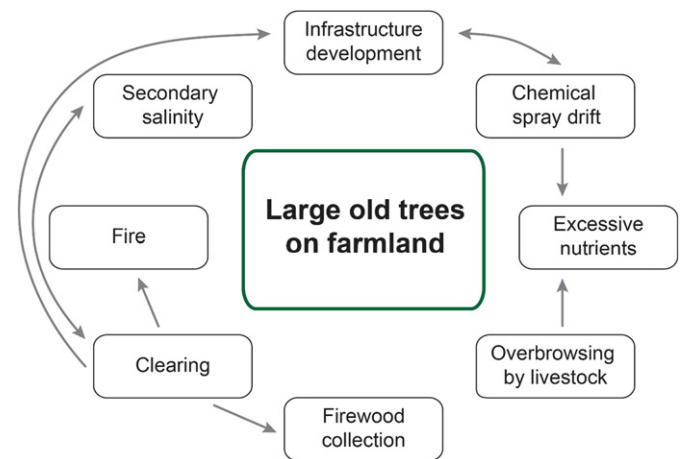 Infrastructure
development
Secondary
salinity
Chemical
spray drift
Large old trees
on farmland
Fire
Excessive
nutrients
Clearing
Overbrowsing
by livestock
Firewood
collection